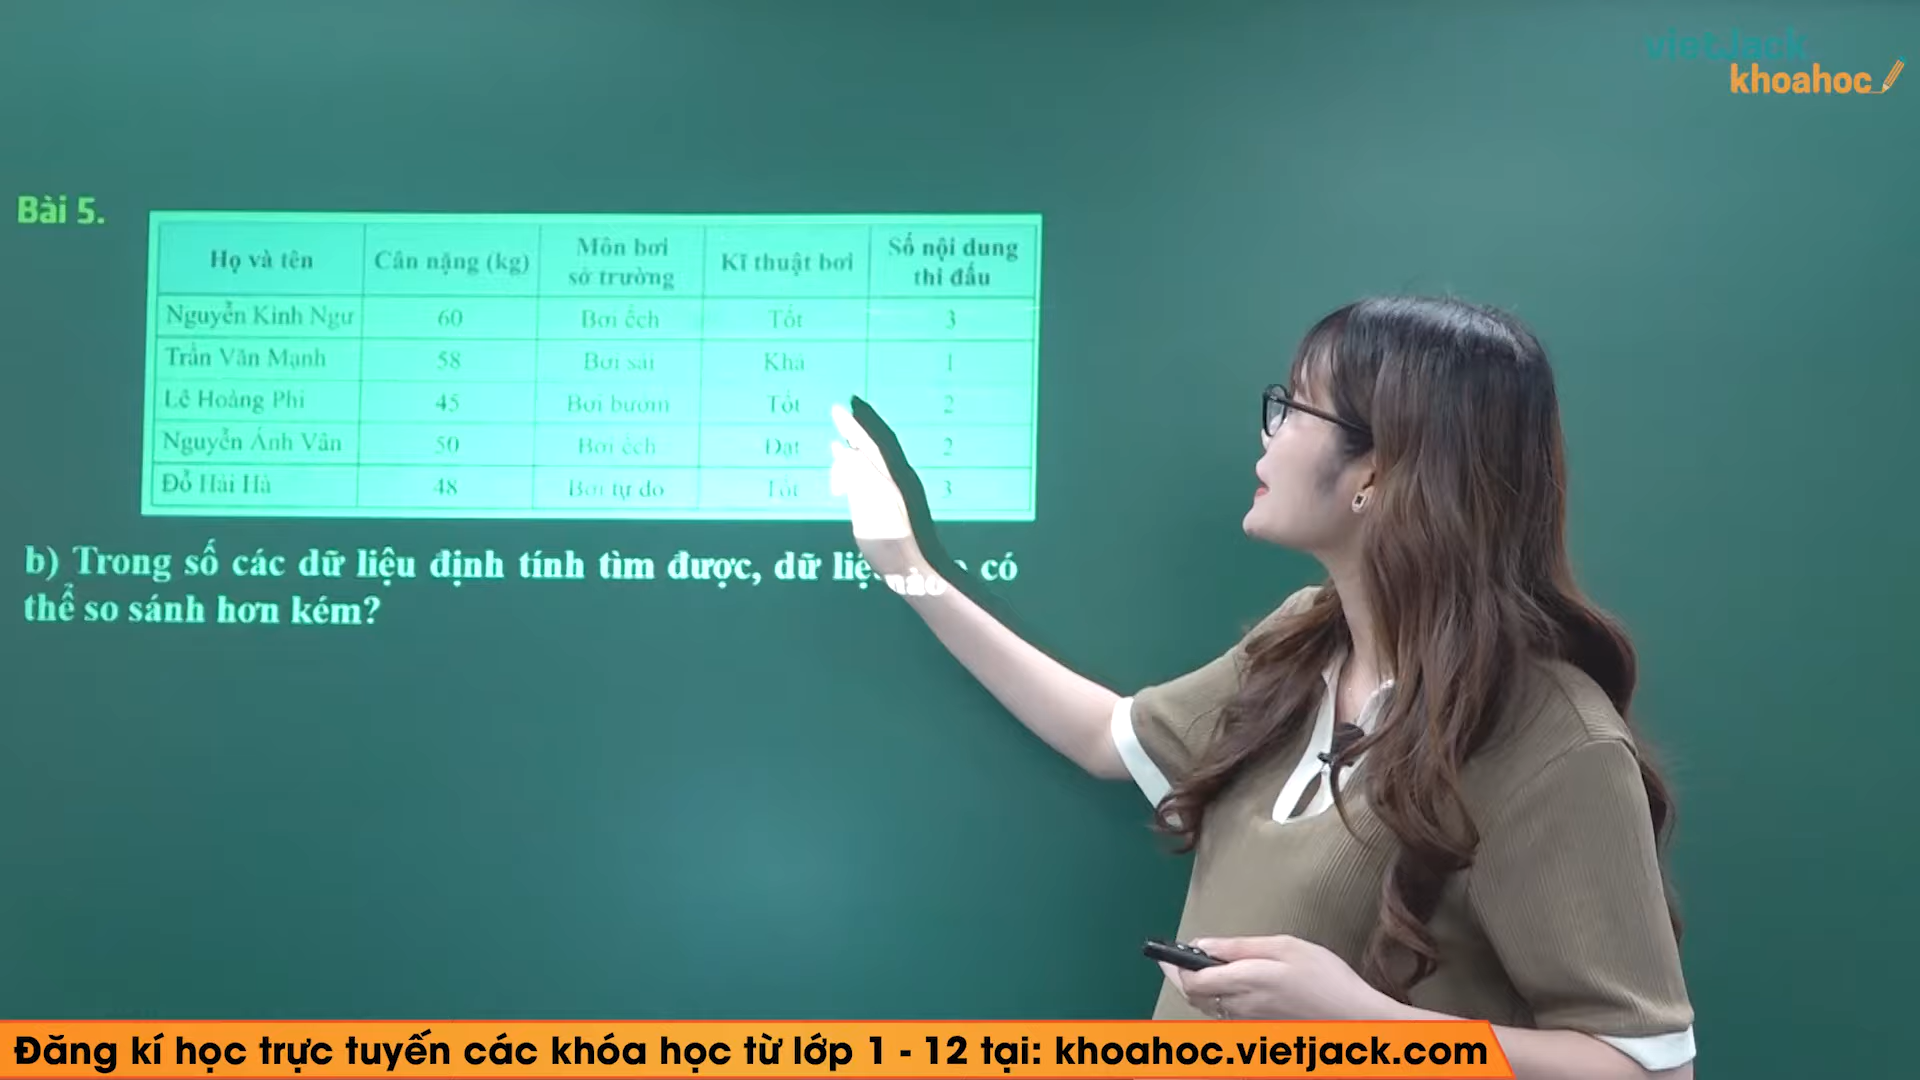 vietJack
khoahoc
Bài 5.
Họ và tên | Cân nặng (kg) | Môn bơi sở trường | Kĩ thuật bơi | Số nội dung thi đấu
Nguyễn Kình Ngư | 60 | Bơi ếch | Tốt | 3
Trần Văn Mạnh | 58 | Bơi sải | Khá | 1
Lê Hoàng Phi | 45 | Bơi bướm | Tốt | 2
Nguyễn Ánh Vân | 50 | Bơi ếch | Đạt | 2
Đỗ Hải Hà | 48 | Bơi tự do | Tốt | 3
b) Trong số các dữ liệu định tính tìm được, dữ liệu nào có
thể so sánh hơn kém?
Đăng kí học trực tuyến các khóa học từ lớp 1 - 12 tại: khoahoc.vietjack.com